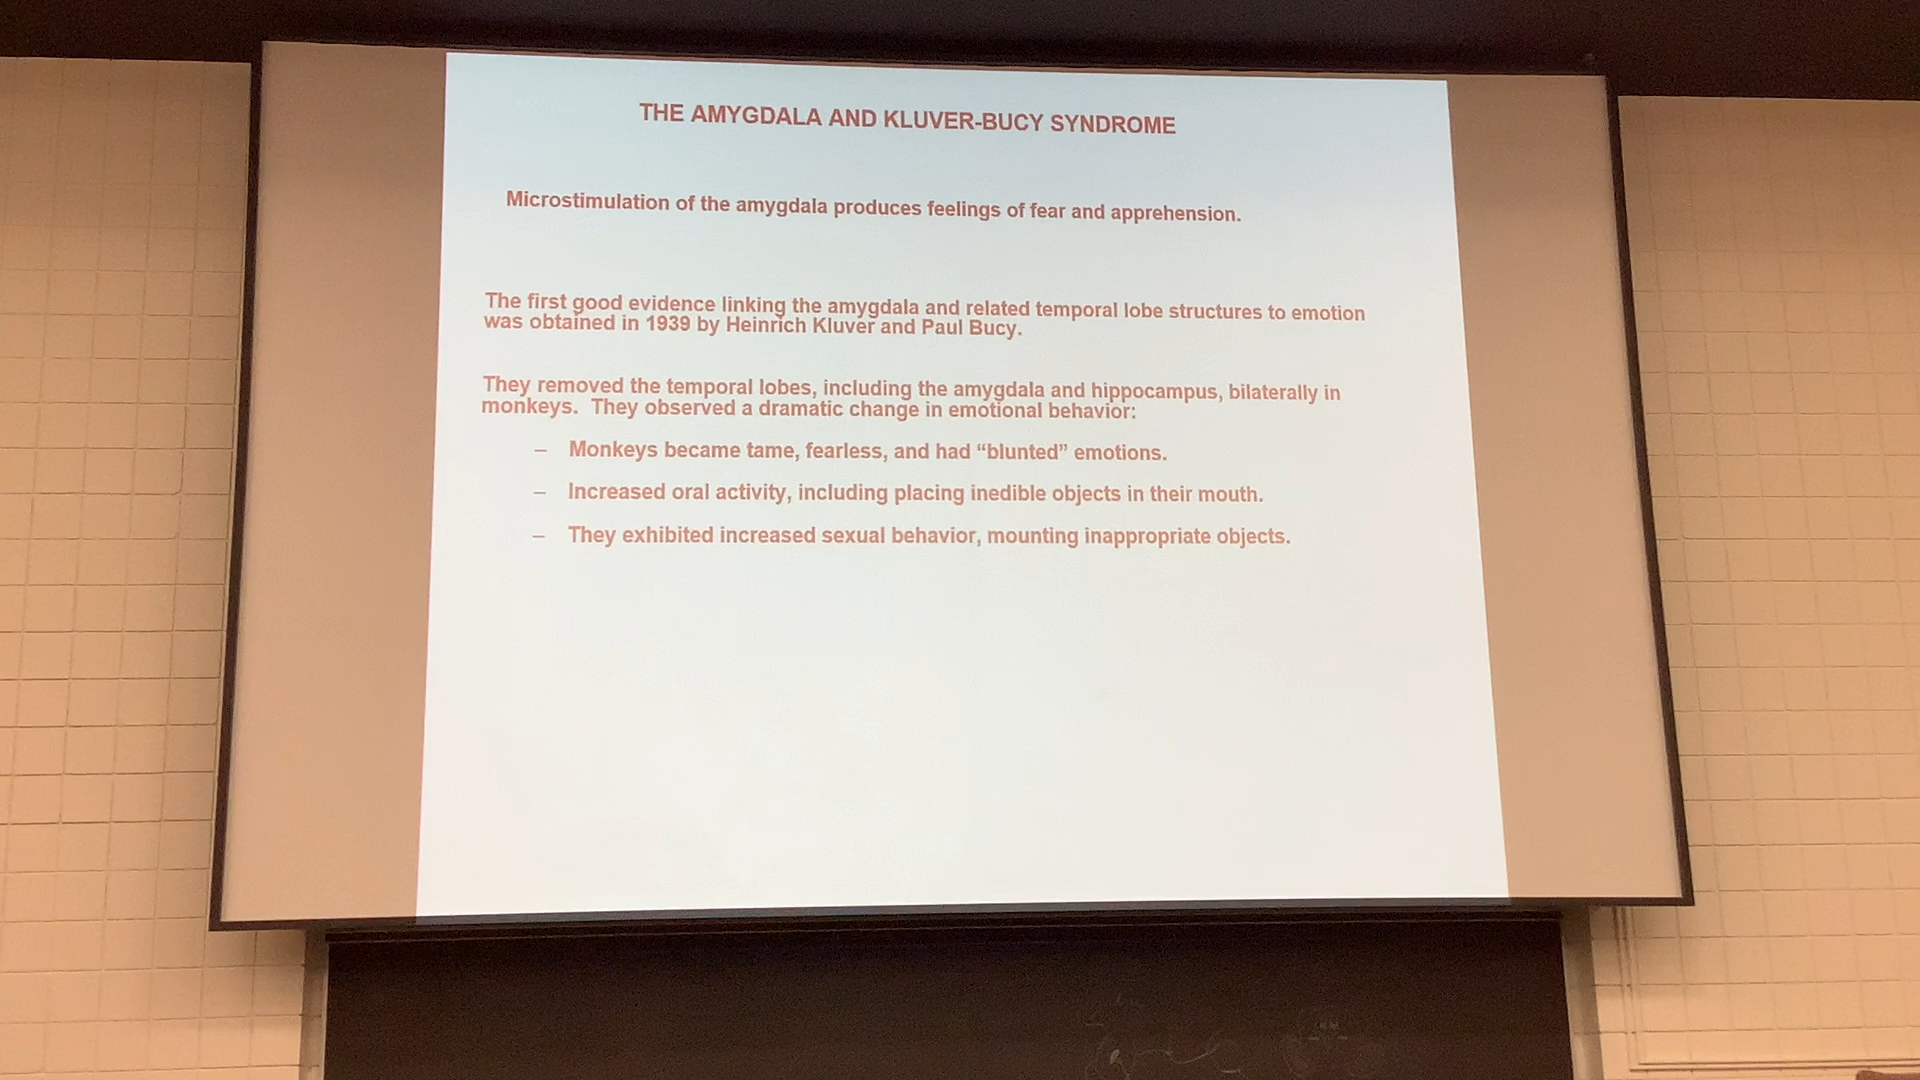 THE AMYGDALA AND KLUVER-BUCY SYNDROME
Microstimulation of the amygdala produces feelings of fear and apprehension.
The first good evidence linking the amygdala and related temporal lobe structures to emotion
was obtained in 1939 by Heinrich Kluver and Paul Bucy.
They removed the temporal lobes, including the amygdala and hippocampus, bilaterally in
monkeys. They observed a dramatic change in emotional behavior:
– Monkeys became tame, fearless, and had “blunted” emotions.
– Increased oral activity, including placing inedible objects in their mouth.
– They exhibited increased sexual behavior, mounting inappropriate objects.